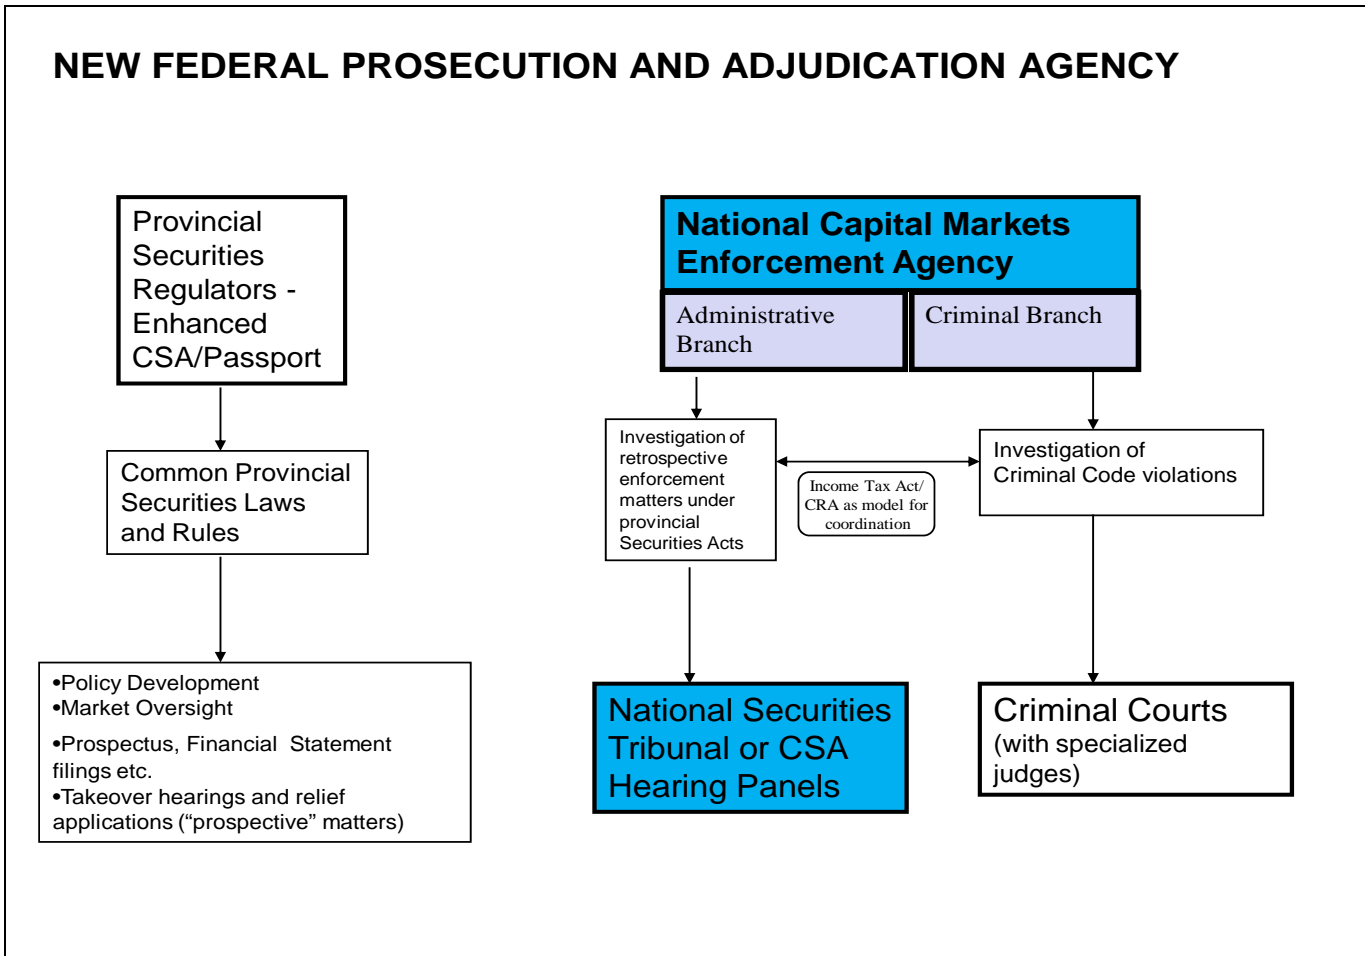 NEW FEDERAL PROSECUTION AND ADJUDICATION AGENCY
Provincial
Securities
Regulators -
Enhanced
CSA/Passport
Common Provincial
Securities Laws
and Rules
•Policy Development
•Market Oversight
•Prospectus, Financial Statement
filings etc.
•Takeover hearings and relief
applications (“prospective” matters)
National Capital Markets
Enforcement Agency
Administrative
Branch
Criminal Branch
Investigation of
retrospective
enforcement
matters under
provincial
Securities Acts
Income Tax Act/
CRA as model for
coordination
Investigation of
Criminal Code violations
National Securities
Tribunal or CSA
Hearing Panels
Criminal Courts
(with specialized
judges)